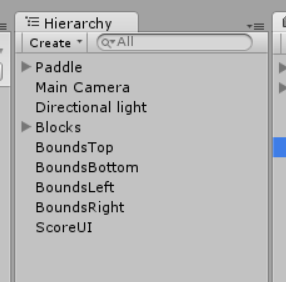 Hierarchy
Create All
Paddle
Main Camera
Directional light
Blocks
BoundsTop
BoundsBottom
BoundsLeft
BoundsRight
ScoreUI